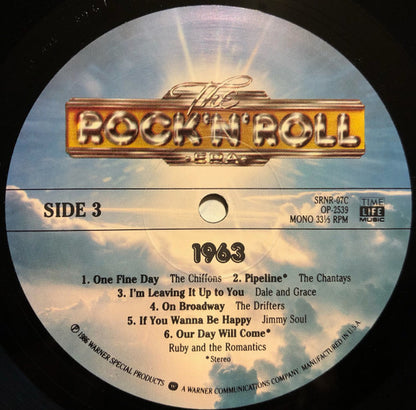 The
ROCK'N'ROLL
·ERA·
SIDE 3
SRNR-07C
OP-2539
MONO 33⅓ RPM
TIME
LIFE
MUSIC
1963
1. One Fine Day The Chiffons 2. Pipeline* The Chantays
3. I'm Leaving It Up to You Dale and Grace
4. On Broadway The Drifters
5. If You Wanna Be Happy Jimmy Soul
6. Our Day Will Come*
Ruby and the Romantics
*Stereo
℗ 1986 WARNER SPECIAL PRODUCTS A WARNER COMMUNICATIONS COMPANY. MANUFACTURED IN U.S.A.